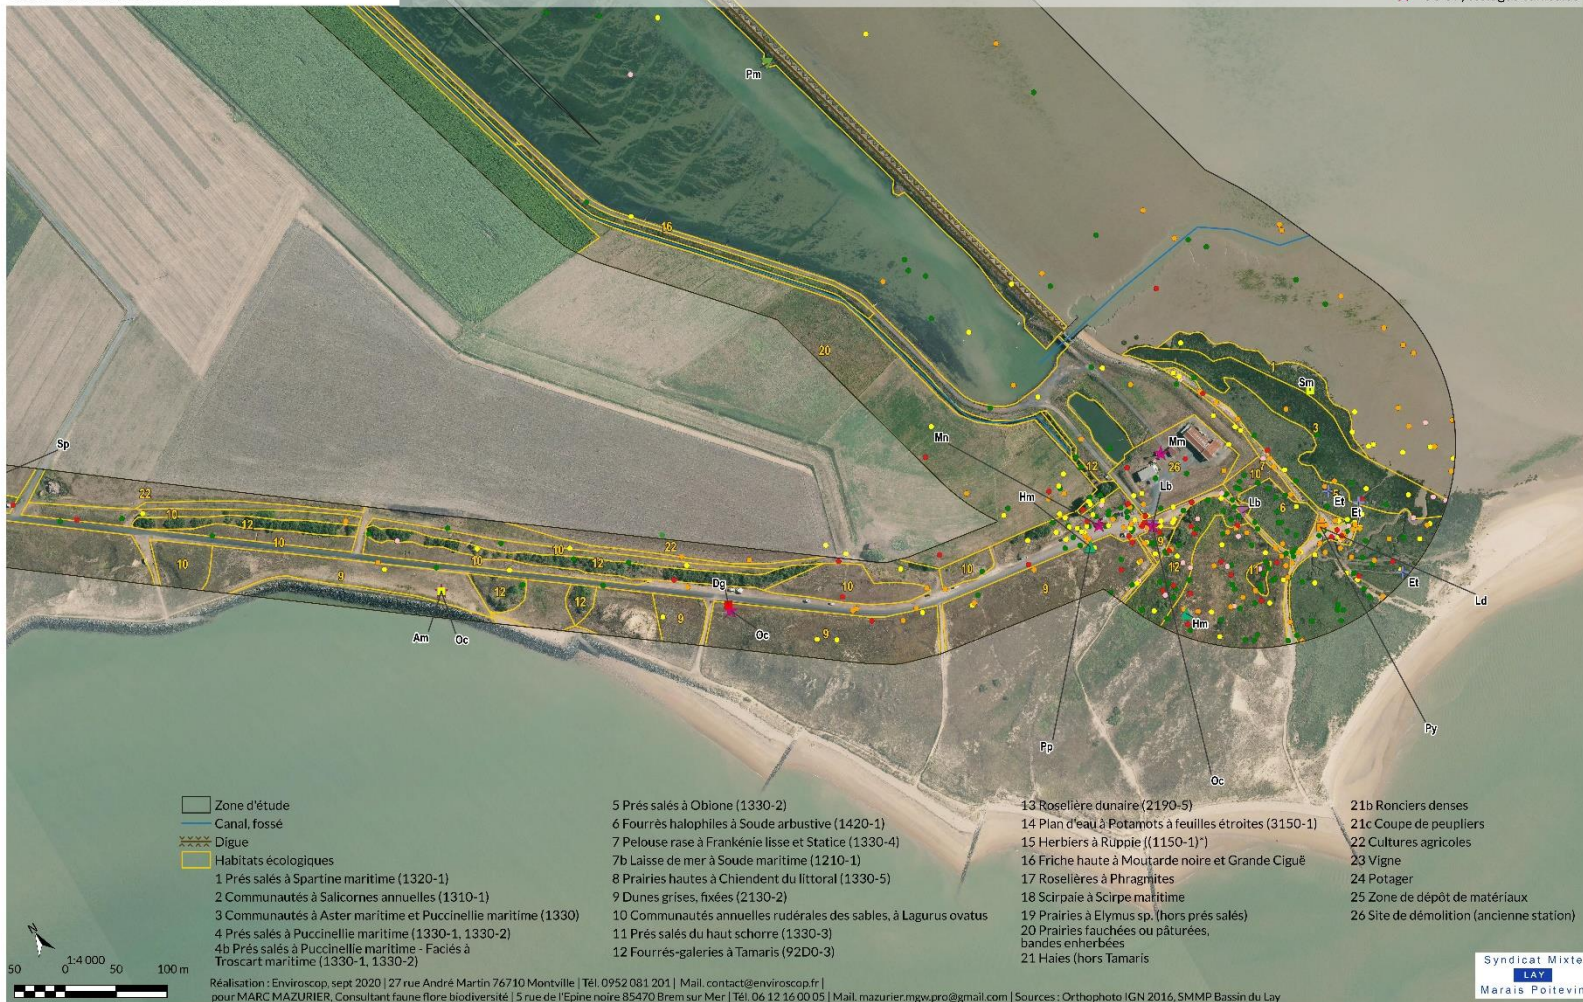 Pm
16
20
Sp
Mn
Mm
Sm
1
3
26
12
Lb
7
10
Hm
Lb
6
Et
Et
22
10
12
10
10
10
22
12
10
10
9
12
11
Et
Ld
10
9
12
12
Dg
9
9
Hm
Am
Oc
Oc
Pp
Oc
Py
Zone d'étude
Canal, fossé
Digue
Habitats écologiques
1 Prés salés à Spartine maritime (1320-1)
2 Communautés à Salicornes annuelles (1310-1)
3 Communautés à Aster maritime et Puccinellie maritime (1330)
4 Prés salés à Puccinellie maritime (1330-1, 1330-2)
4b Prés salés à Puccinellie maritime - Faciés à
Troscart maritime (1330-1, 1330-2)
5 Prés salés à Obione (1330-2)
6 Fourrès halophiles à Soude arbustive (1420-1)
7 Pelouse rase à Frankénie lisse et Statice (1330-4)
7b Laisse de mer à Soude maritime (1210-1)
8 Prairies hautes à Chiendent du littoral (1330-5)
9 Dunes grises, fixées (2130-2)
10 Communautés annuelles rudérales des sables, à Lagurus ovatus
11 Prés salés du haut schorre (1330-3)
12 Fourrés-galeries à Tamaris (92D0-3)
13 Roselière dunaire (2190-5)
14 Plan d'eau à Potamots à feuilles étroites (3150-1)
15 Herbiers à Ruppie ((1150-1)*)
16 Friche haute à Moutarde noire et Grande Ciguë
17 Roselières à Phragmites
18 Scirpaie à Scirpe maritime
19 Prairies à Elymus sp. (hors prés salés)
20 Prairies fauchées ou pâturées,
bandes enherbées
21 Haies (hors Tamaris
21b Ronciers denses
21c Coupe de peupliers
22 Cultures agricoles
23 Vigne
24 Potager
25 Zone de dépôt de matériaux
26 Site de démolition (ancienne station)
N
1:4 000
50 0 50 100 m
Réalisation : Enviroscop, sept 2020 | 27 rue André Martin 76710 Montville | Tél. 0952 081 201 | Mail. contact@enviroscop.fr |
pour MARC MAZURIER, Consultant faune flore biodiversité | 5 rue de l'Epine noire 85470 Brem sur Mer | Tél. 06 12 16 00 05 | Mail. mazurier.mgw.pro@gmail.com | Sources : Orthophoto IGN 2016, SMMP Bassin du Lay
Syndicat Mixte
LAY
Marais Poitevin